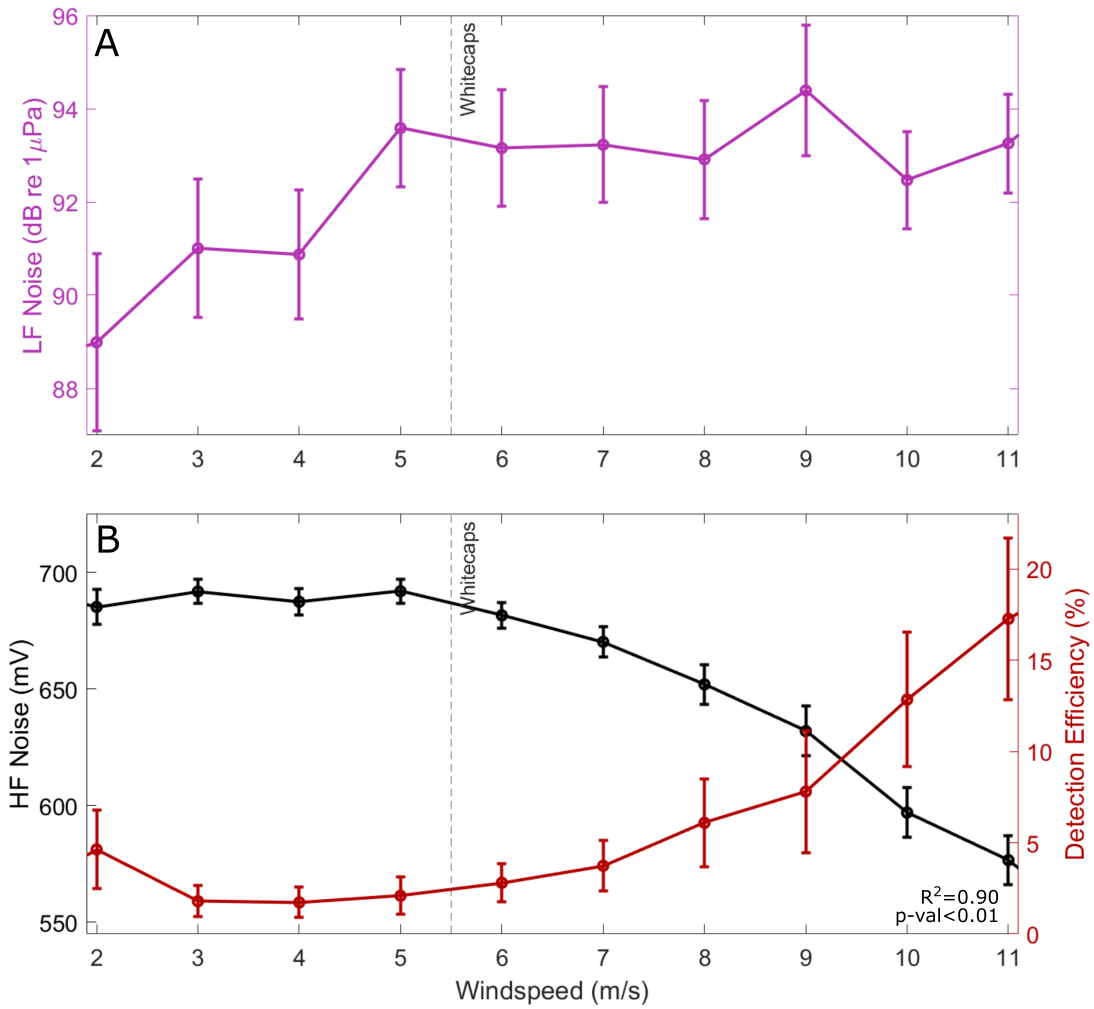 A
LF Noise (dB re 1μPa)
96
94
92
90
88
Whitecaps
2 3 4 5 6 7 8 9 10 11
B
HF Noise (mV)
700
650
600
550
Whitecaps
20
15
10
5
0
Detection Efficiency (%)
R²=0.90
p-val<0.01
2 3 4 5 6 7 8 9 10 11
Windspeed (m/s)